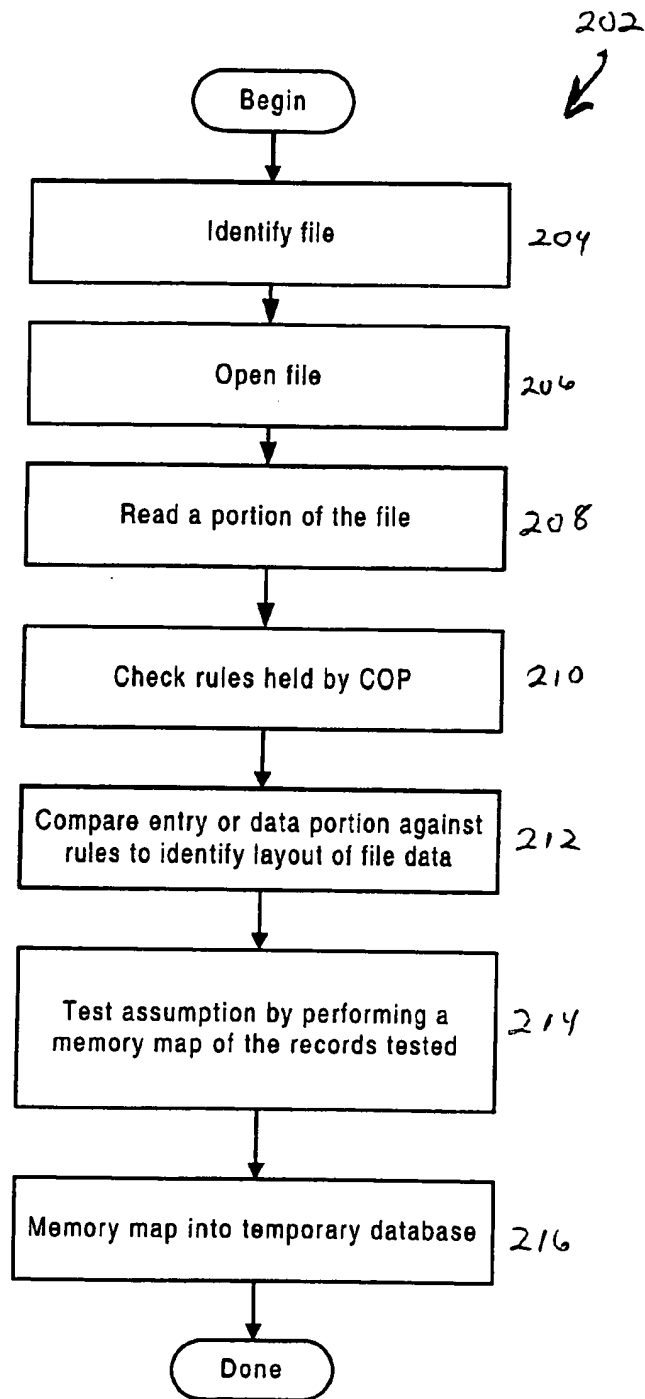 202
Begin
Identify file
204
Open file
206
Read a portion of the file
208
Check rules held by COP
210
Compare entry or data portion against
rules to identify layout of file data
212
Test assumption by performing a
memory map of the records tested
214
Memory map into temporary database
216
Done